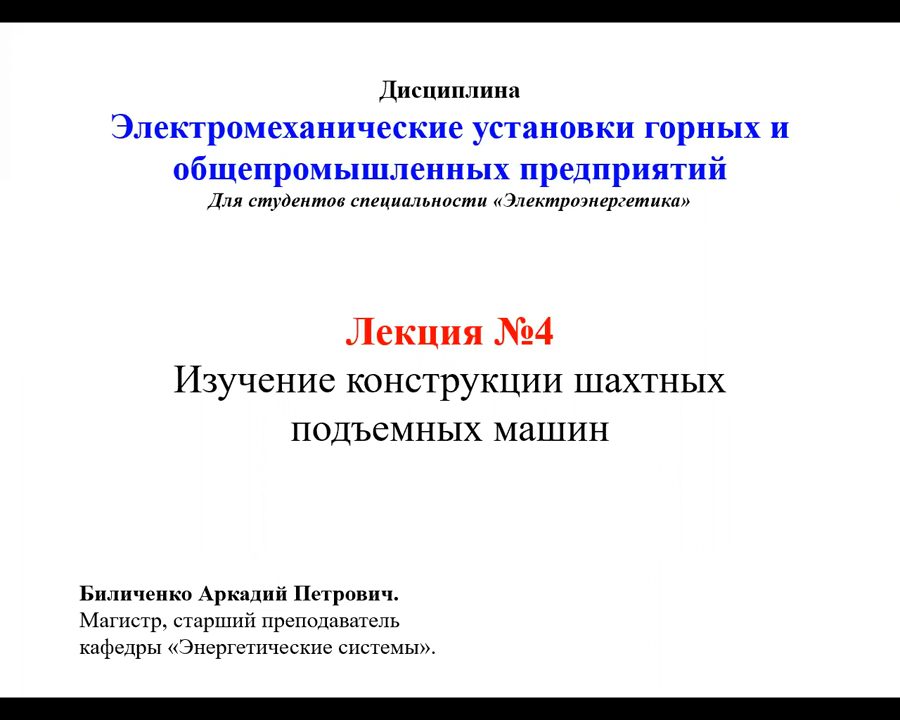 Дисциплина
Электромеханические установки горных и
общепромышленных предприятий
Для студентов специальности «Электроэнергетика»
Лекция №4
Изучение конструкции шахтных
подъемных машин
Биличенко Аркадий Петрович.
Магистр, старший преподаватель
кафедры «Энергетические системы».